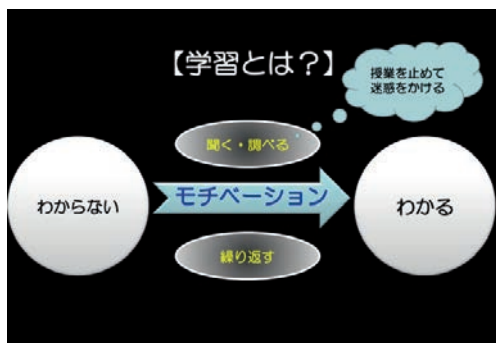 【学習とは？】
授業を止めて
迷惑をかける
聞く・調べる
わからない
モチベーション
わかる
繰り返す